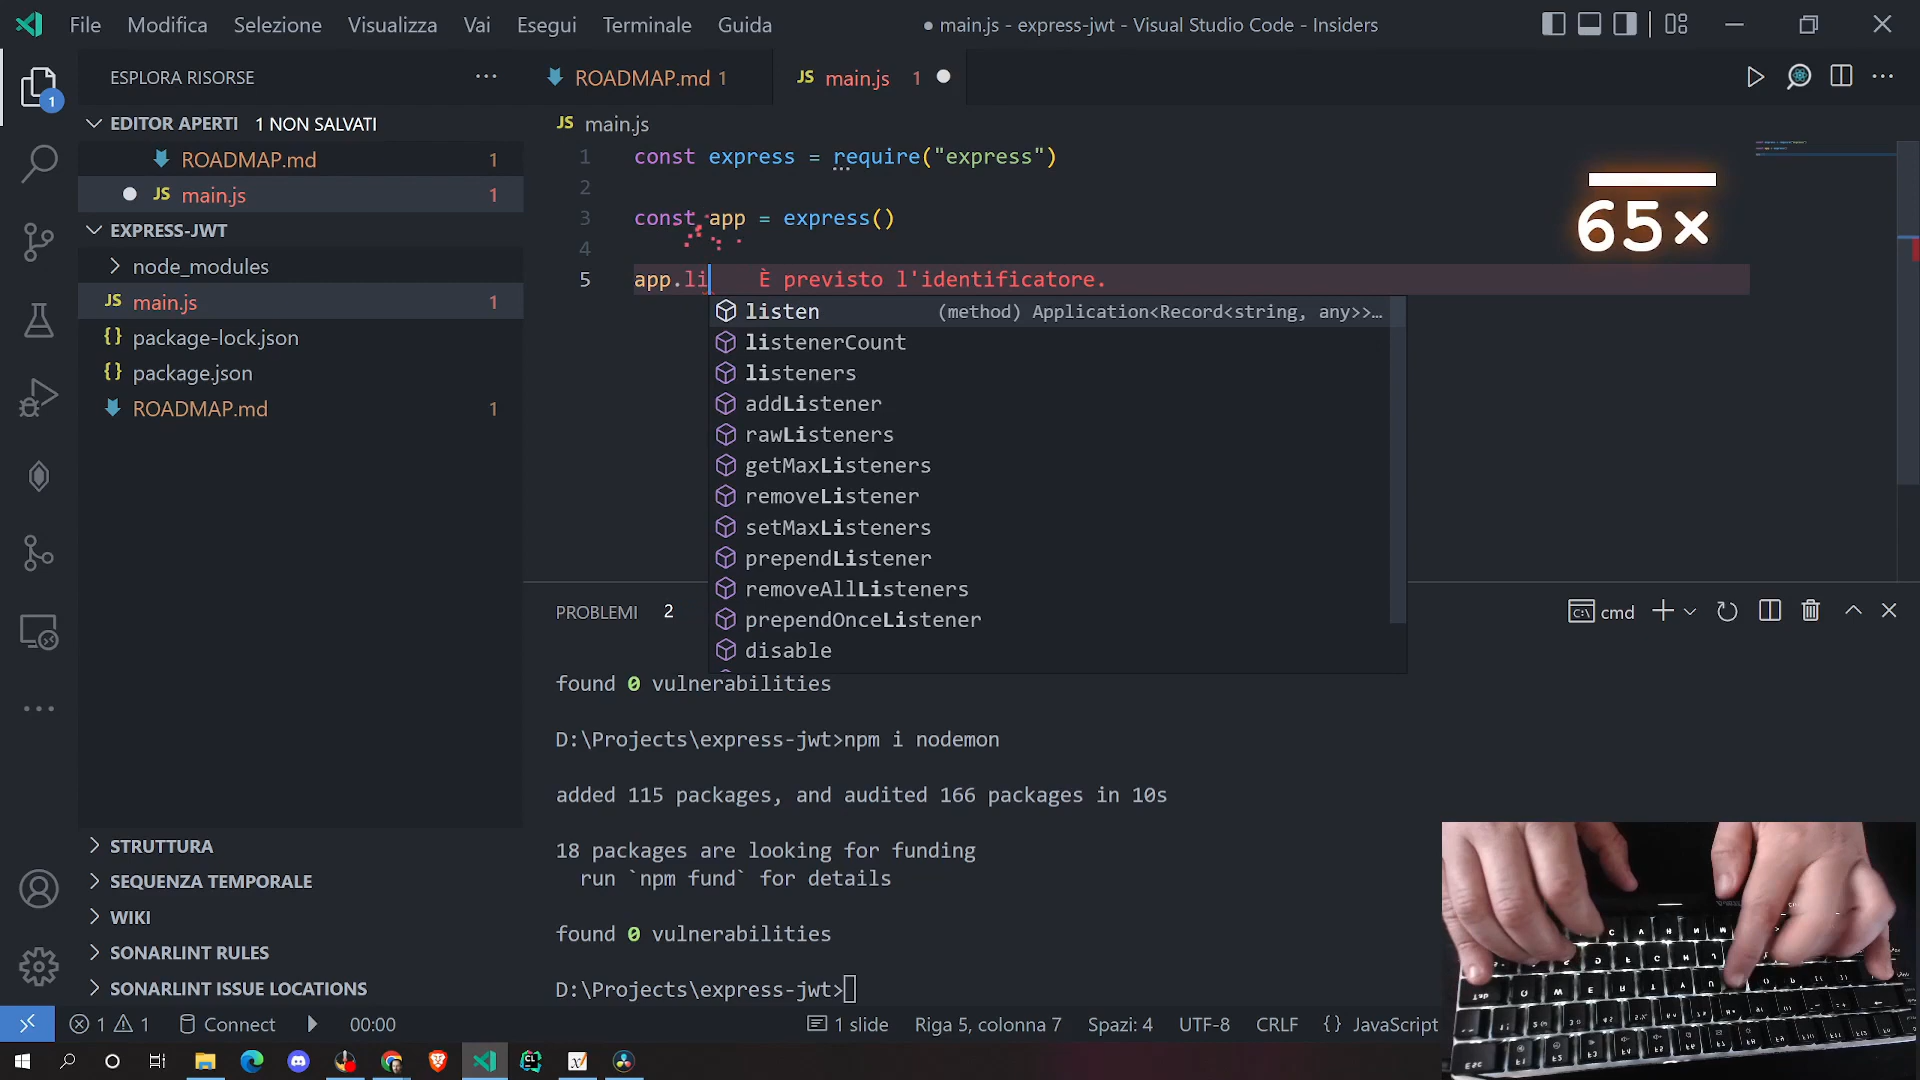 File Modifica Selezione Visualizza Vai Esegui Terminale Guida
● main.js - express-jwt - Visual Studio Code - Insiders
ESPLORA RISORSE
ROADMAP.md 1
JS main.js 1
EDITOR APERTI 1 NON SALVATI
ROADMAP.md 1
JS main.js 1
EXPRESS-JWT
node_modules
JS main.js 1
{} package-lock.json
{} package.json
ROADMAP.md 1
STRUTTURA
SEQUENZA TEMPORALE
WIKI
SONARLINT RULES
SONARLINT ISSUE LOCATIONS
1
JS main.js
1 const express = require("express")
2
3 const app = express()
4
5 app.li È previsto l'identificatore.
65×
listen (method) Application<Record<string, any>>…
listenerCount
listeners
addListener
rawListeners
getMaxListeners
removeListener
setMaxListeners
prependListener
removeAllListeners
prependOnceListener
disable
PROBLEMI 2
cmd
found 0 vulnerabilities
D:\Projects\express-jwt>npm i nodemon
added 115 packages, and audited 166 packages in 10s
18 packages are looking for funding
run `npm fund` for details
found 0 vulnerabilities
D:\Projects\express-jwt>
1 1 Connect 00:00
1 slide Riga 5, colonna 7 Spazi: 4 UTF-8 CRLF {} JavaScript